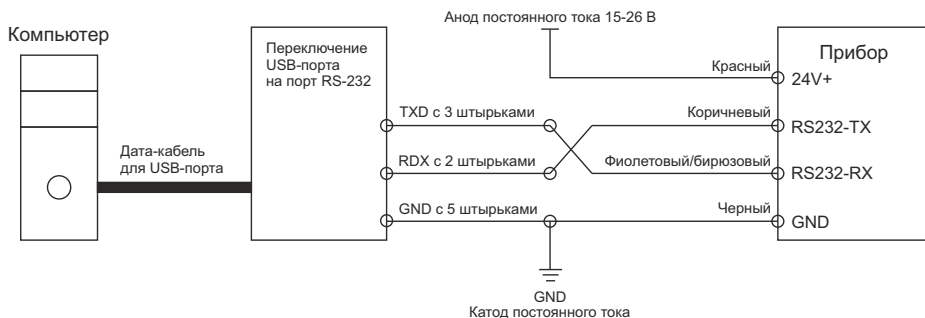 Анод постоянного тока 15-26 В
Компьютер
Переключение
USB-порта
на порт RS-232
Прибор
Красный
24V+
TXD с 3 штырьками
Коричневый
RS232-TX
Дата-кабель
для USB-порта
RDX с 2 штырьками
Фиолетовый/бирюзовый
RS232-RX
GND с 5 штырьками
Черный
GND
GND
Катод постоянного тока